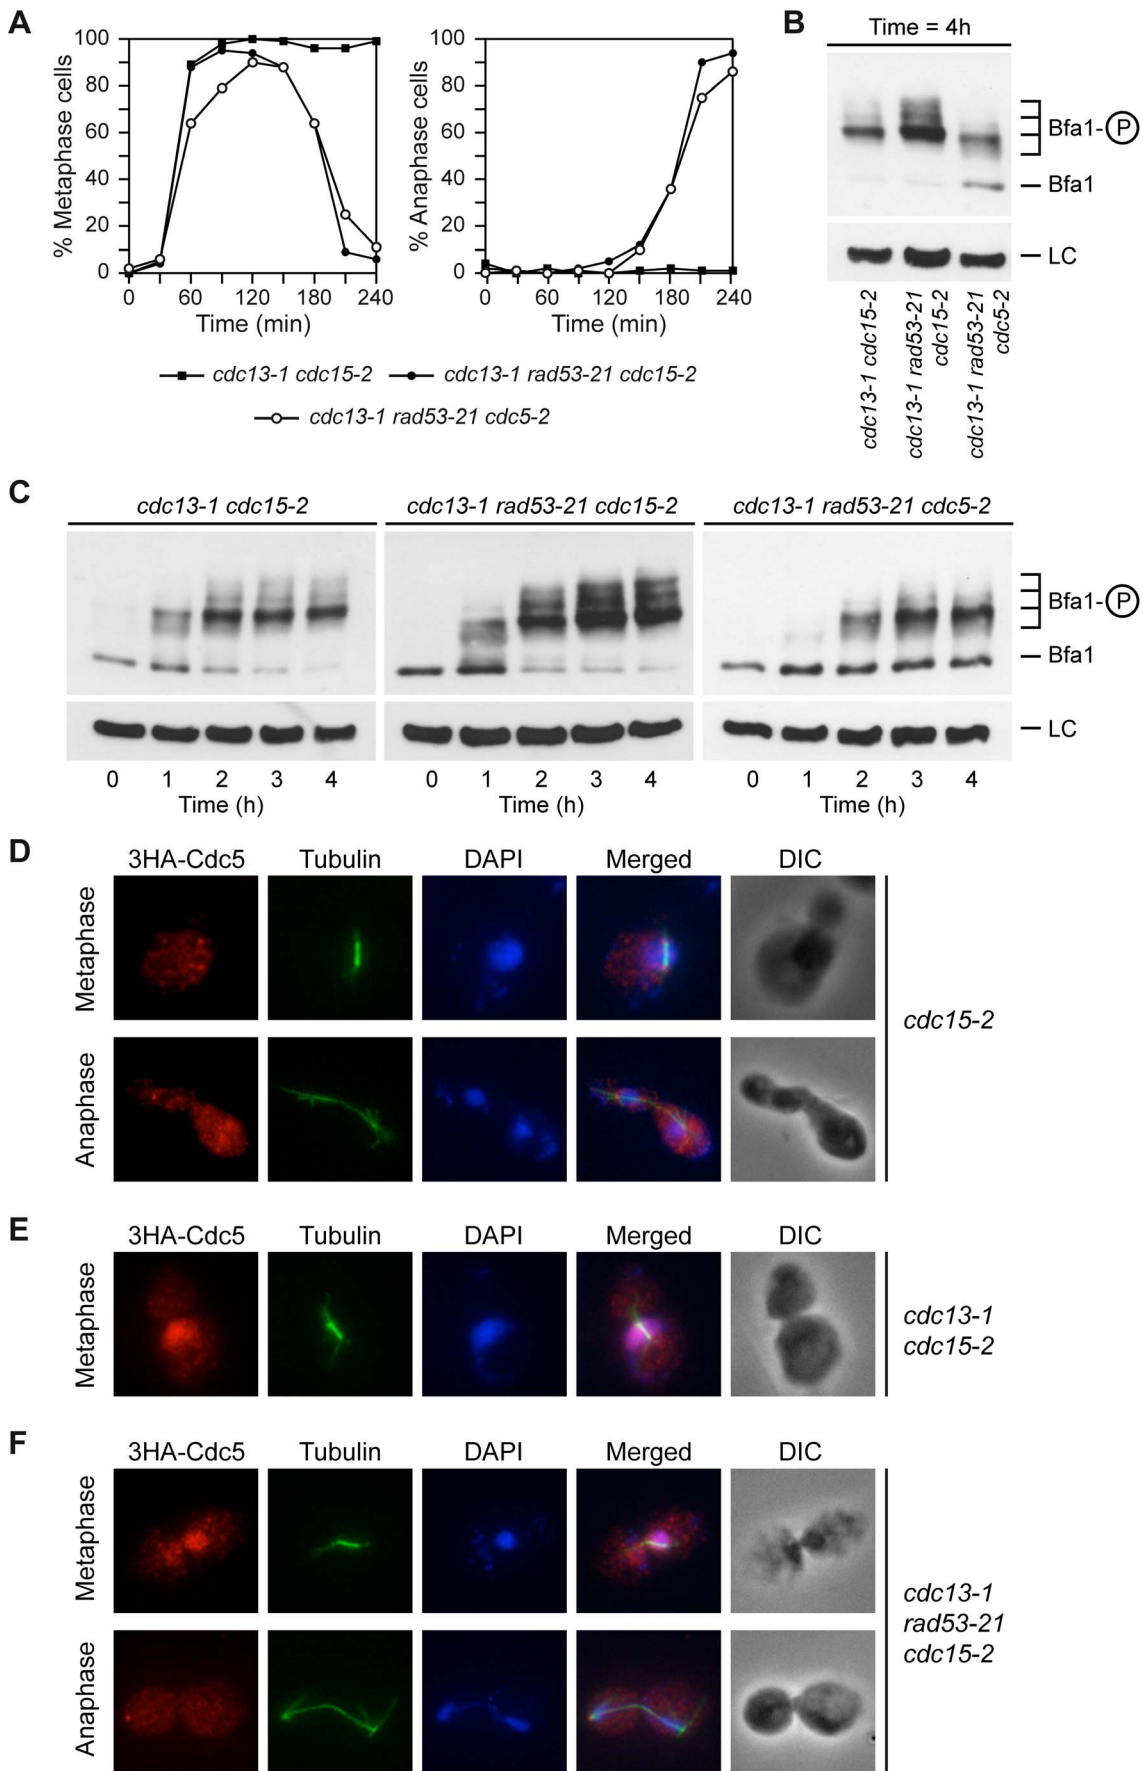 A
% Metaphase cells
100
80
60
40
20
0
0 60 120 180 240
Time (min)
% Anaphase cells
100
80
60
40
20
0
0 60 120 180 240
Time (min)
cdc13-1 cdc15-2 cdc13-1 rad53-21 cdc15-2
cdc13-1 rad53-21 cdc5-2
B
Time = 4h
Bfa1-P
Bfa1
LC
cdc13-1 cdc15-2
cdc13-1 rad53-21
cdc15-2
cdc13-1 rad53-21
cdc5-2
C
cdc13-1 cdc15-2 cdc13-1 rad53-21 cdc15-2 cdc13-1 rad53-21 cdc5-2
Bfa1-P
Bfa1
LC
0 1 2 3 4 0 1 2 3 4 0 1 2 3 4
Time (h) Time (h) Time (h)
D
3HA-Cdc5 Tubulin DAPI Merged DIC
Metaphase
Anaphase
cdc15-2
E
3HA-Cdc5 Tubulin DAPI Merged DIC
Metaphase
cdc13-1
cdc15-2
F
3HA-Cdc5 Tubulin DAPI Merged DIC
Metaphase
Anaphase
cdc13-1
rad53-21
cdc15-2